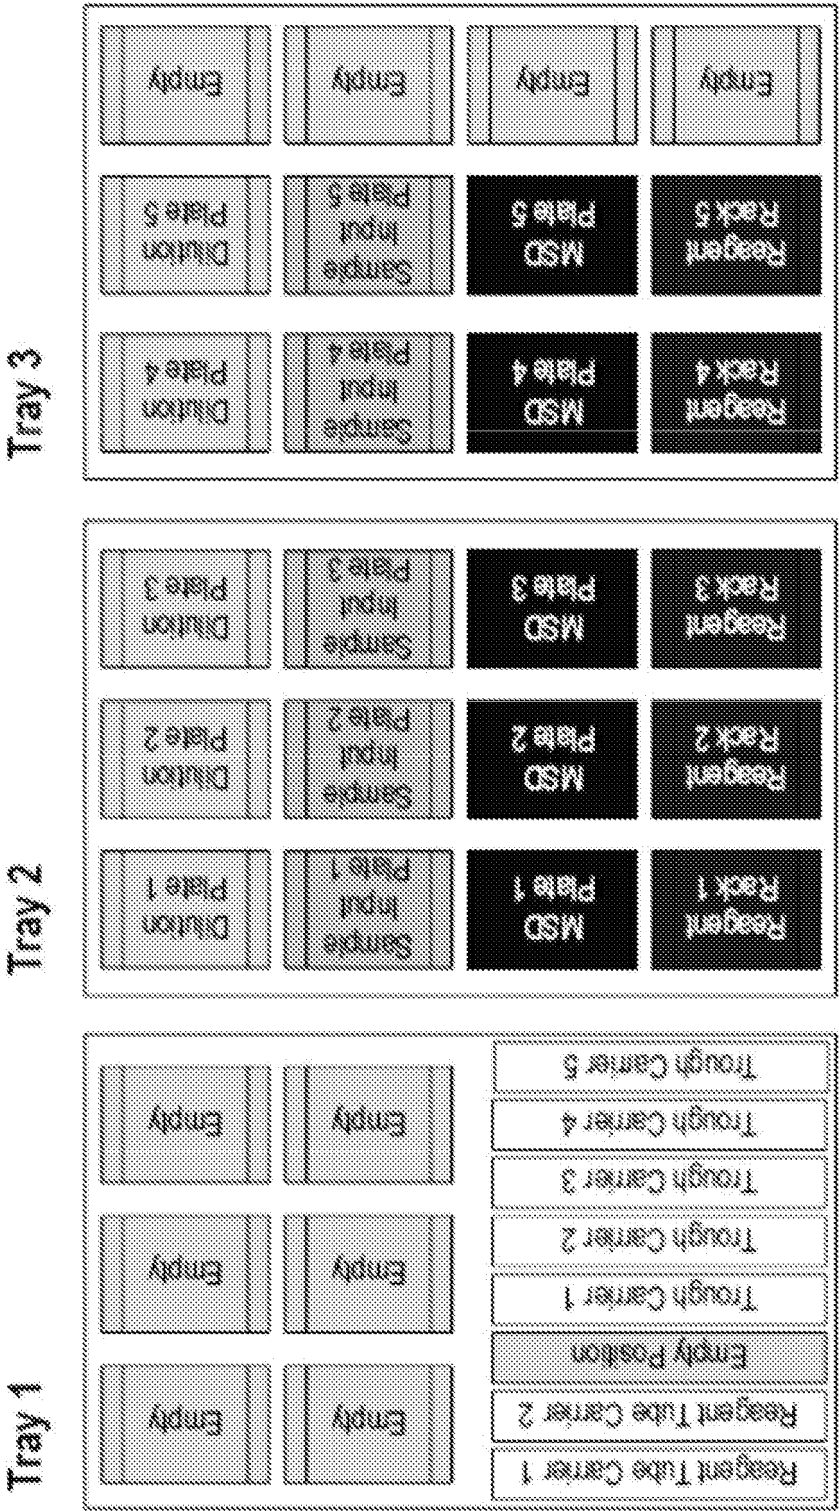 Tray 1
Empty
Empty
Empty
Empty
Empty
Empty
Reagent Tube Carrier 1
Reagent Tube Carrier 2
Empty Position
Trough Carrier 1
Trough Carrier 2
Trough Carrier 3
Trough Carrier 4
Trough Carrier 5
Tray 2
Dilution
Plate 1
Dilution
Plate 2
Dilution
Plate 3
Sample
Input
Plate 1
Sample
Input
Plate 2
Sample
Input
Plate 3
MSD
Plate 1
MSD
Plate 2
MSD
Plate 3
Reagent
Rack 1
Reagent
Rack 2
Reagent
Rack 3
Tray 3
Dilution
Plate 4
Dilution
Plate 5
Empty
Sample
Input
Plate 4
Sample
Input
Plate 5
Empty
MSD
Plate 4
MSD
Plate 5
Empty
Reagent
Rack 4
Reagent
Rack 5
Empty